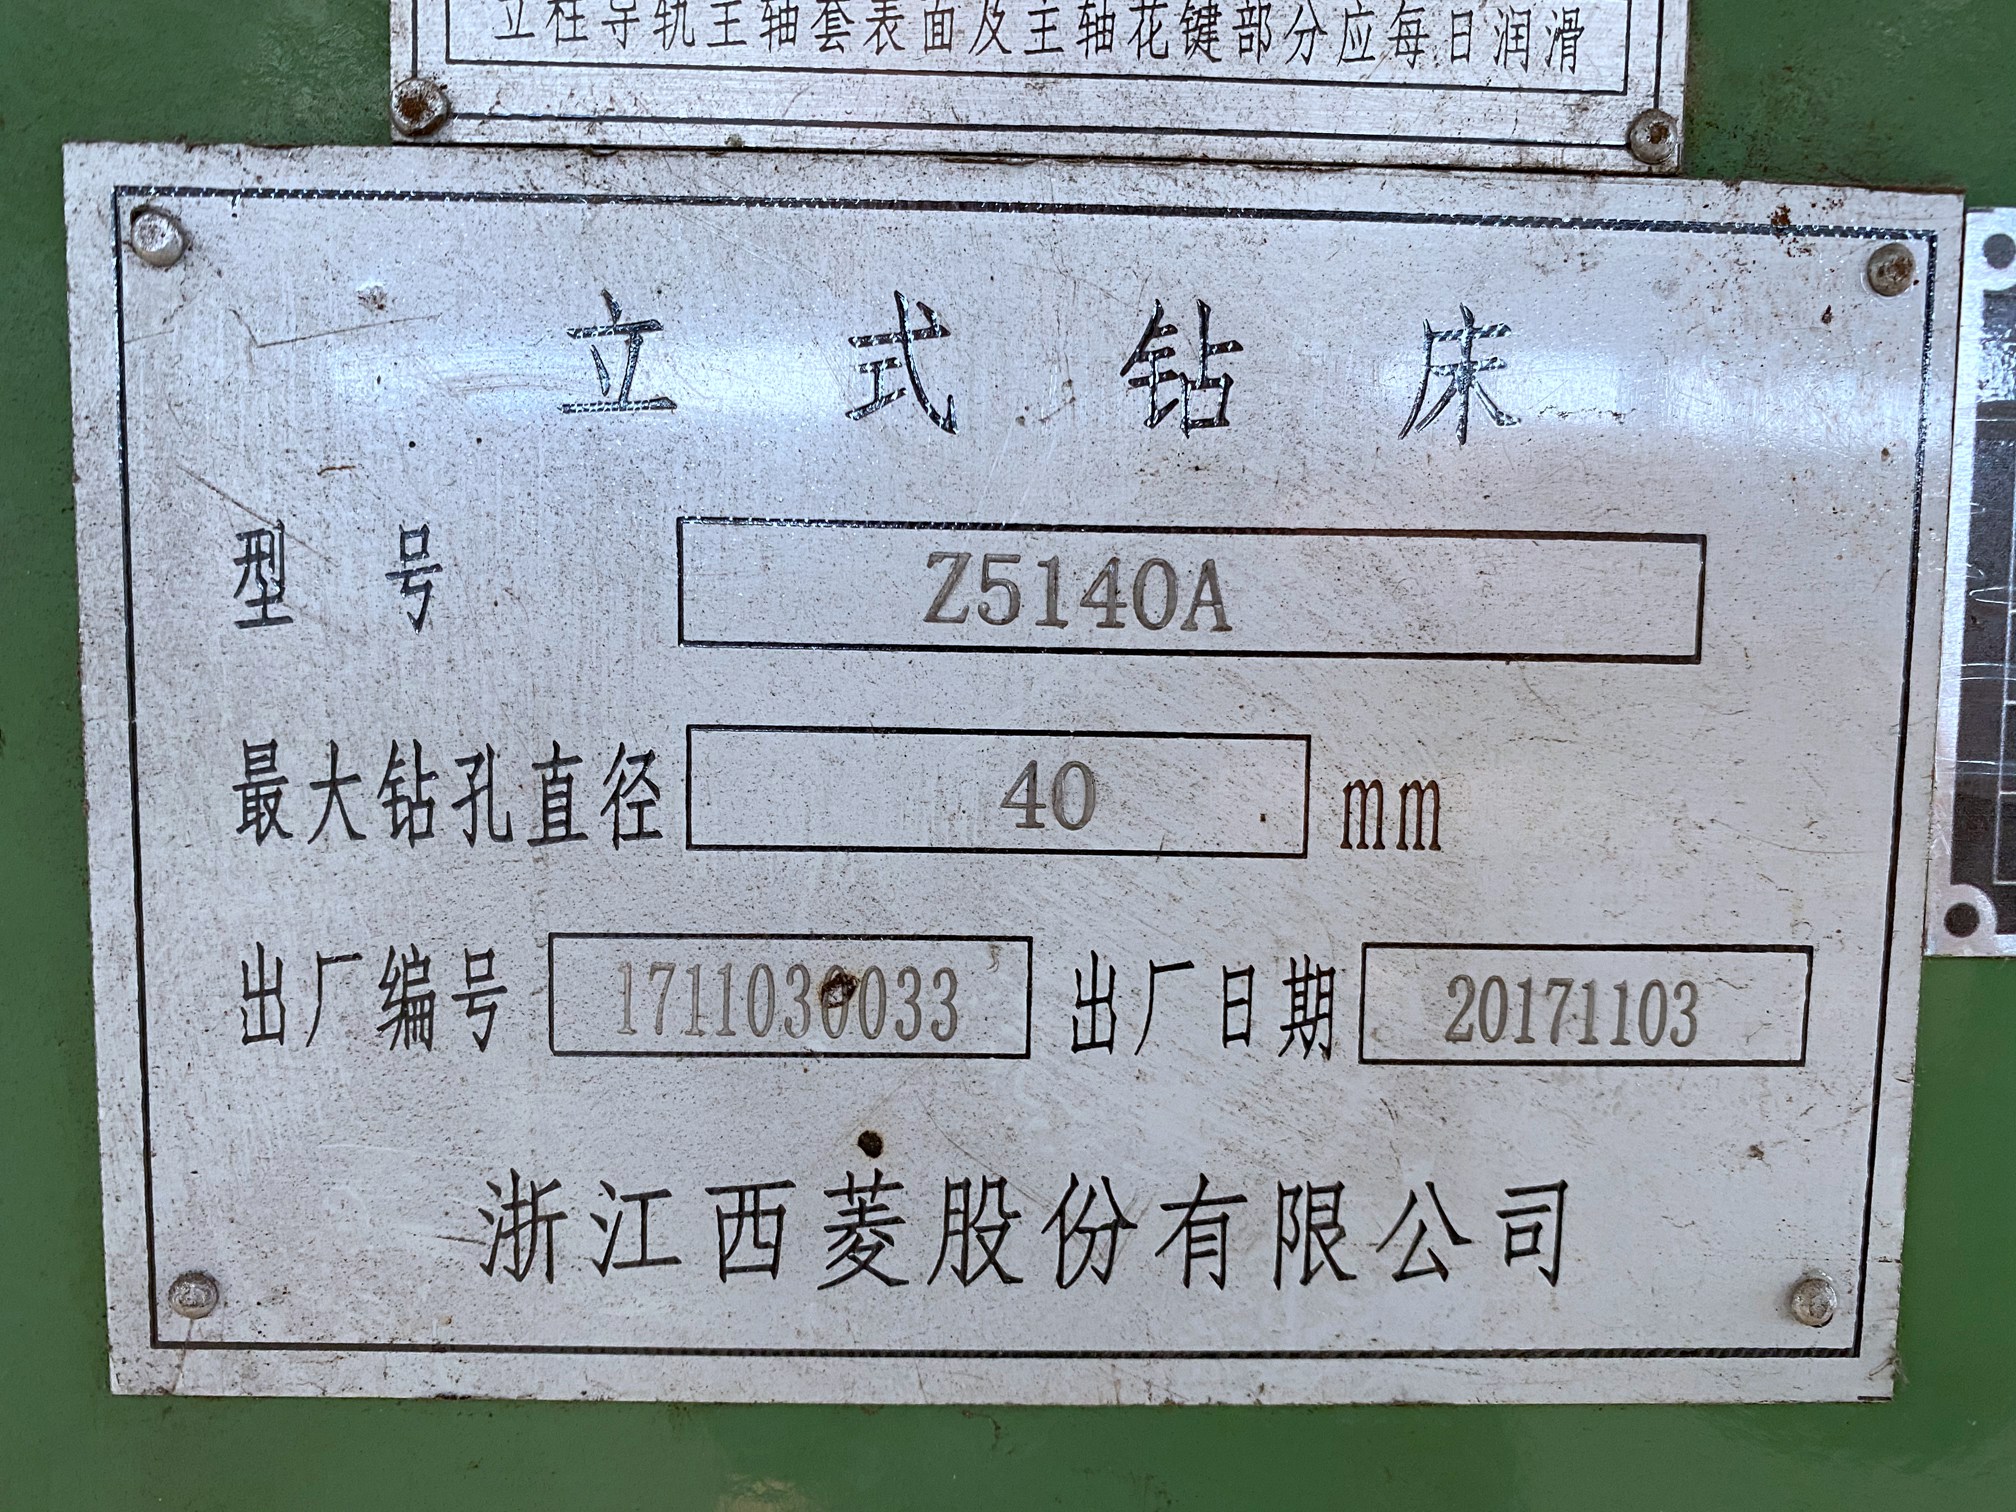 立柱导轨主轴套表面及主轴花键部分应每日润滑
立式钻床
型号 Z5140A
最大钻孔直径 40 mm
出厂编号 1711030033 出厂日期 20171103
浙江西菱股份有限公司